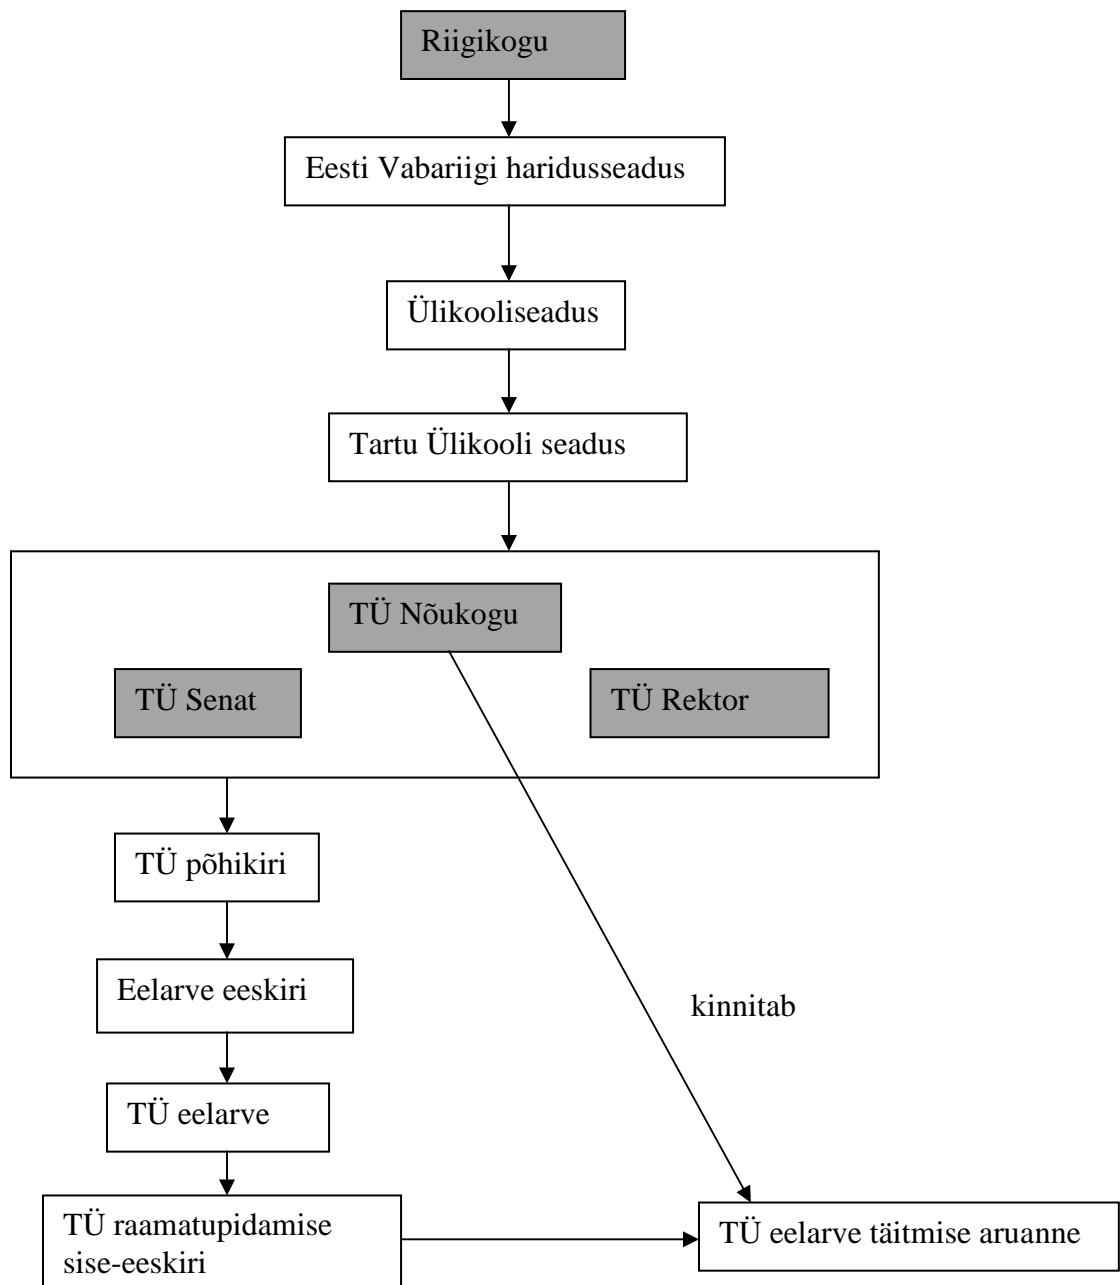 Riigikogu
Eesti Vabariigi haridusseadus
Ülikooliseadus
Tartu Ülikooli seadus
TÜ Nõukogu
TÜ Senat
TÜ Rektor
TÜ põhikiri
Eelarve eeskiri
kinnitab
TÜ eelarve
TÜ raamatupidamise
sise-eeskiri
TÜ eelarve täitmise aruanne